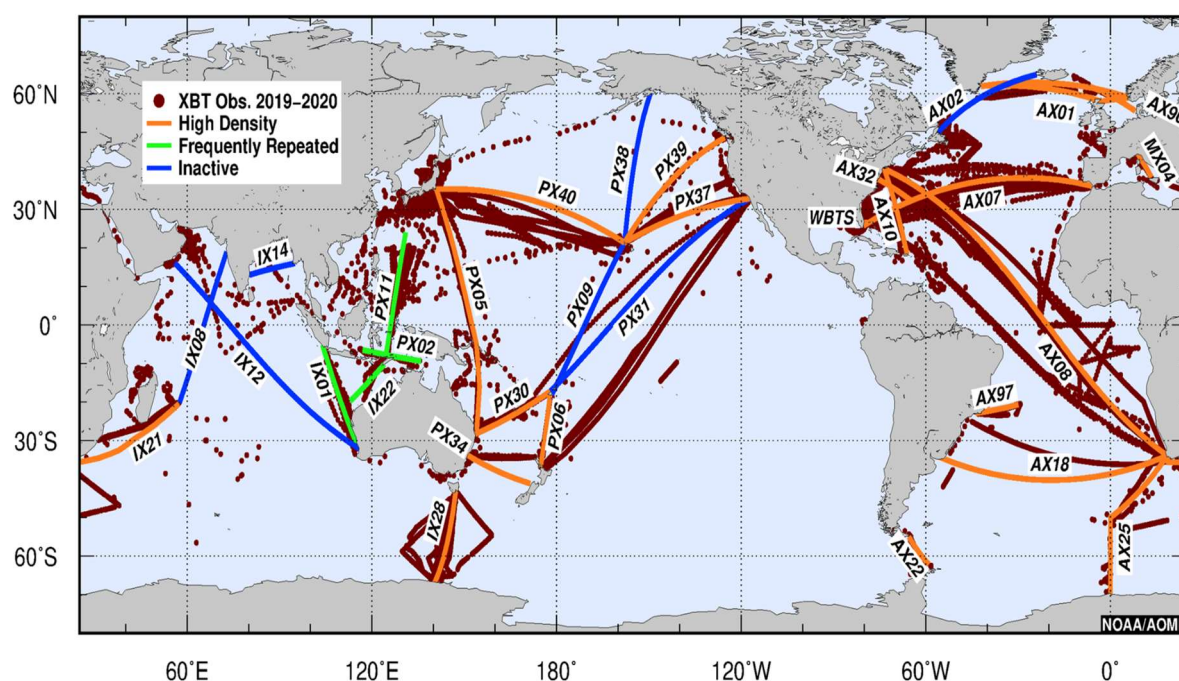 XBT Obs. 2019-2020
High Density
Frequently Repeated
Inactive
60˚N
30˚N
0˚
30˚S
60˚S
60˚E
120˚E
180˚
120˚W
60˚W
0˚
IX14
IX08
IX12
IX21
IX01
IX22
PX11
PX02
PX05
PX40
PX38
PX39
PX37
PX09
PX31
PX30
PX06
PX34
IX28
AX02
AX01
AX90
MX04
AX32
AX07
AX10
WBTS
AX08
AX97
AX18
AX22
AX25
NOAA/AOM